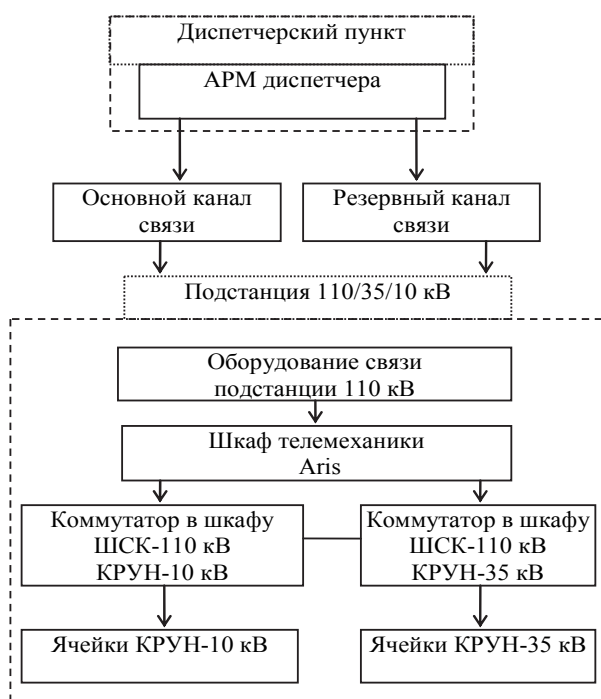 Диспетчерский пункт
АРМ диспетчера
Основной канал
связи
Резервный канал
связи
Подстанция 110/35/10 кВ
Оборудование связи
подстанции 110 кВ
Шкаф телемеханики
Aris
Коммутатор в шкафу
ШСК-110 кВ
КРУН-10 кВ
Коммутатор в шкафу
ШСК-110 кВ
КРУН-35 кВ
Ячейки КРУН-10 кВ
Ячейки КРУН-35 кВ